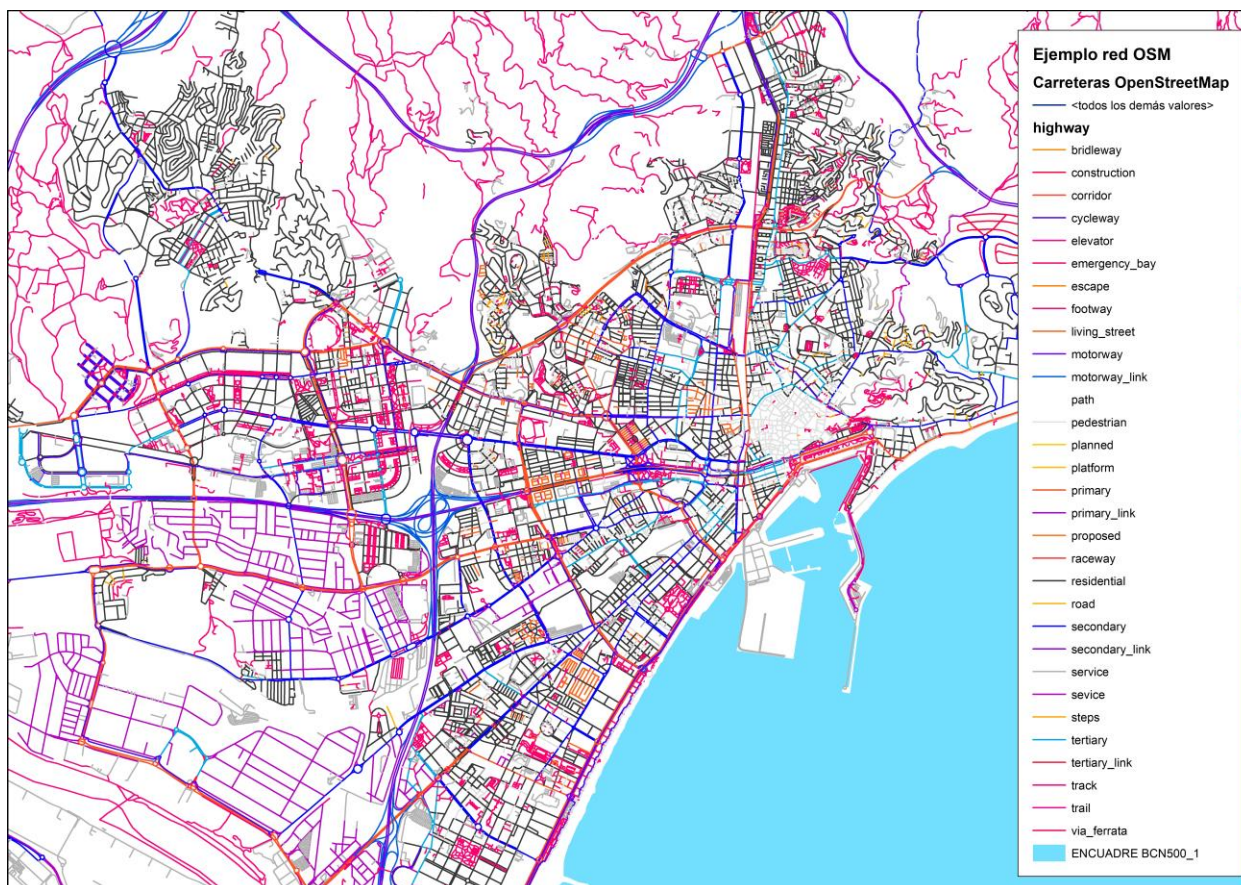 Ejemplo red OSM
Carreteras OpenStreetMap
<todos los demás valores>
highway
bridleway
construction
corridor
cycleway
elevator
emergency_bay
escape
footway
living_street
motorway
motorway_link
path
pedestrian
planned
platform
primary
primary_link
proposed
raceway
residential
road
secondary
secondary_link
service
sevice
steps
tertiary
tertiary_link
track
trail
via_ferrata
ENCUADRE BCN500_1